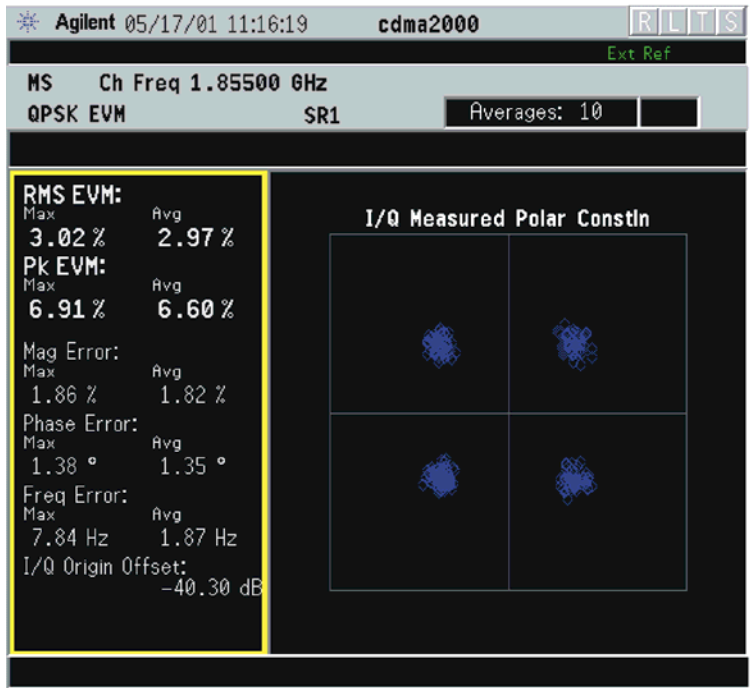 Agilent 05/17/01 11:16:19 cdma2000 R L T S
Ext Ref
MS Ch Freq 1.85500 GHz
QPSK EVM SR1 Averages: 10
RMS EVM:
Max Avg
3.02 % 2.97 %
Pk EVM:
Max Avg
6.91 % 6.60 %
Mag Error:
Max Avg
1.86 % 1.82 %
Phase Error:
Max Avg
1.38 ° 1.35 °
Freq Error:
Max Avg
7.84 Hz 1.87 Hz
I/Q Origin Offset:
-40.30 dB
I/Q Measured Polar Constln